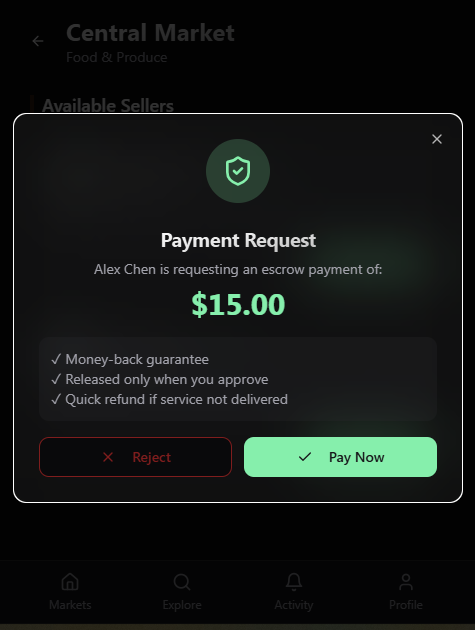 Central Market
Food & Produce
Available Sellers
Payment Request
Alex Chen is requesting an escrow payment of:
$15.00
✓ Money-back guarantee
✓ Released only when you approve
✓ Quick refund if service not delivered
Reject
Pay Now
Markets
Explore
Activity
Profile